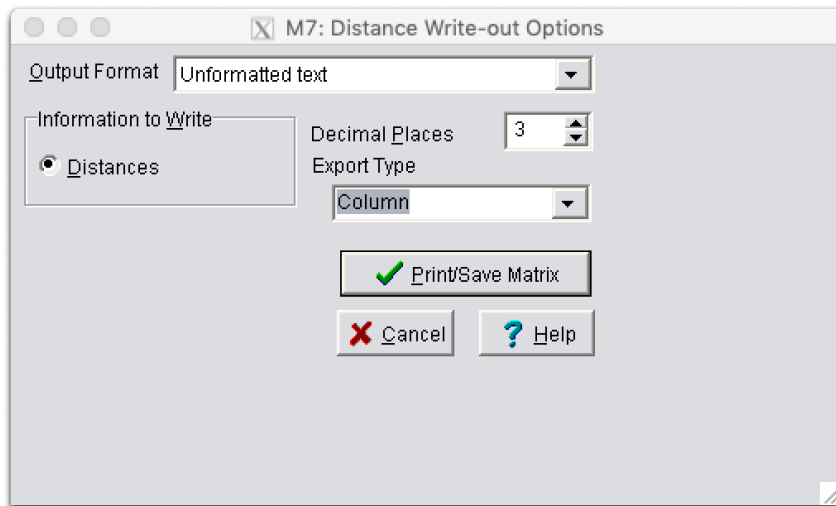 M7: Distance Write-out Options
Output Format Unformatted text
Information to Write
Distances
Decimal Places 3
Export Type
Column
Print/Save Matrix
Cancel Help